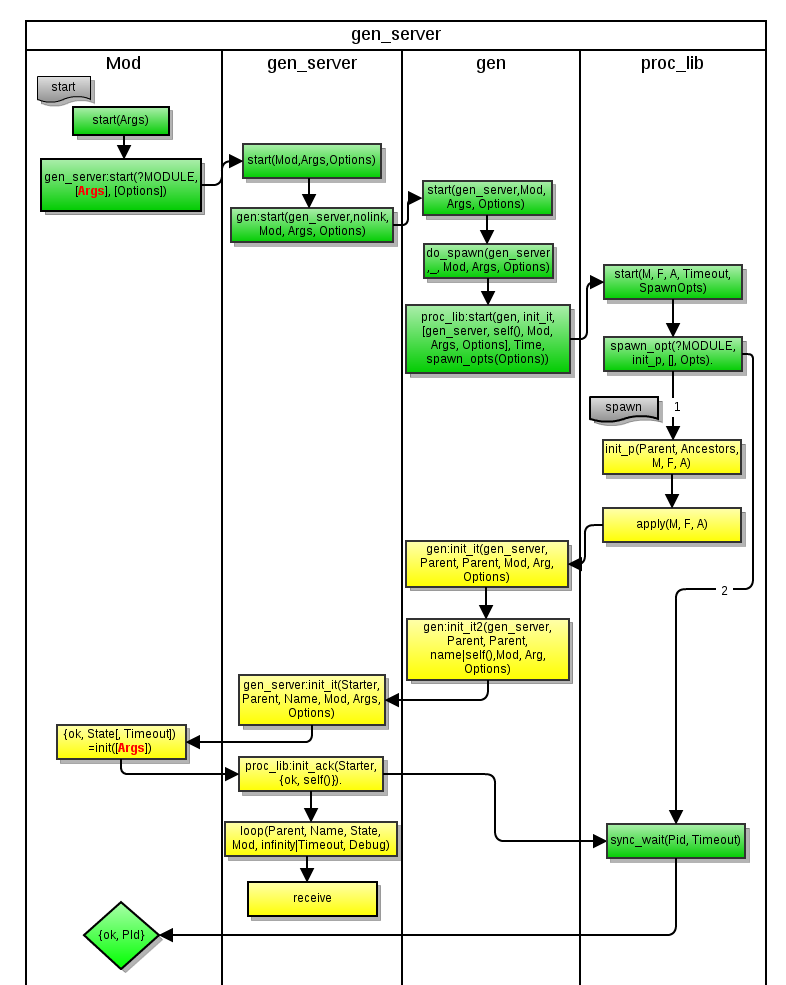 gen_server
Mod
gen_server
gen
proc_lib
start
start(Args)
gen_server:start(?MODULE,
[Args], [Options])
start(Mod,Args,Options)
gen:start(gen_server,nolink,
Mod, Args, Options)
start(gen_server,Mod,
Args, Options)
do_spawn(gen_server
,_, Mod, Args, Options)
proc_lib:start(gen, init_it,
[gen_server, self(), Mod,
Args, Options], Time,
spawn_opts(Options))
start(M, F, A, Timeout,
SpawnOpts)
spawn_opt(?MODULE,
init_p, [], Opts).
spawn
1
init_p(Parent, Ancestors,
M, F, A)
apply(M, F, A)
gen:init_it(gen_server,
Parent, Parent, Mod, Arg,
Options)
2
gen:init_it2(gen_server,
Parent, Parent,
name|self(),Mod, Arg,
Options)
gen_server:init_it(Starter,
Parent, Name, Mod, Args,
Options)
{ok, State[, Timeout])
=init([Args])
proc_lib:init_ack(Starter,
{ok, self()}).
loop(Parent, Name, State,
Mod, infinity|Timeout, Debug)
sync_wait(Pid, Timeout)
receive
{ok, PId}